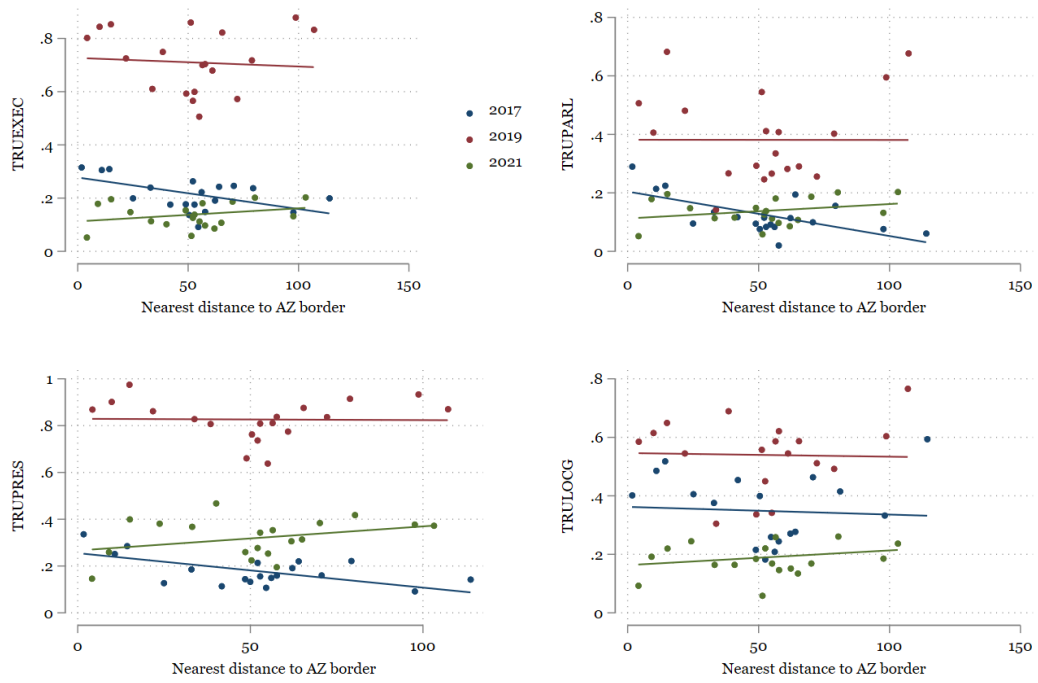 TRUEXEC
.8
.6
.4
.2
0
0 50 100 150
Nearest distance to AZ border
2017
2019
2021
TRUPARL
.8
.6
.4
.2
0
0 50 100 150
Nearest distance to AZ border
TRUPRES
1
.8
.6
.4
.2
0
0 50 100
Nearest distance to AZ border
TRULOCG
.8
.6
.4
.2
0
0 50 100 150
Nearest distance to AZ border